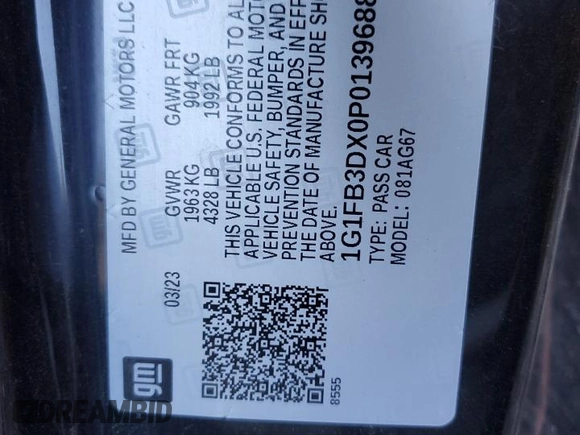 MFD BY GENERAL MOTORS LLC
03/23
GVWR GAWR FRT
1963 KG 904 KG
4328 LB 1992 LB
THIS VEHICLE CONFORMS TO AL
APPLICABLE U.S. FEDERAL MOTO
VEHICLE SAFETY, BUMPER, AND
PREVENTION STANDARDS IN EFF
THE DATE OF MANUFACTURE SH
ABOVE.
1G1FB3DX0P0139688
TYPE: PASS CAR
MODEL: 081AG67
gm
8555
DREAMBID